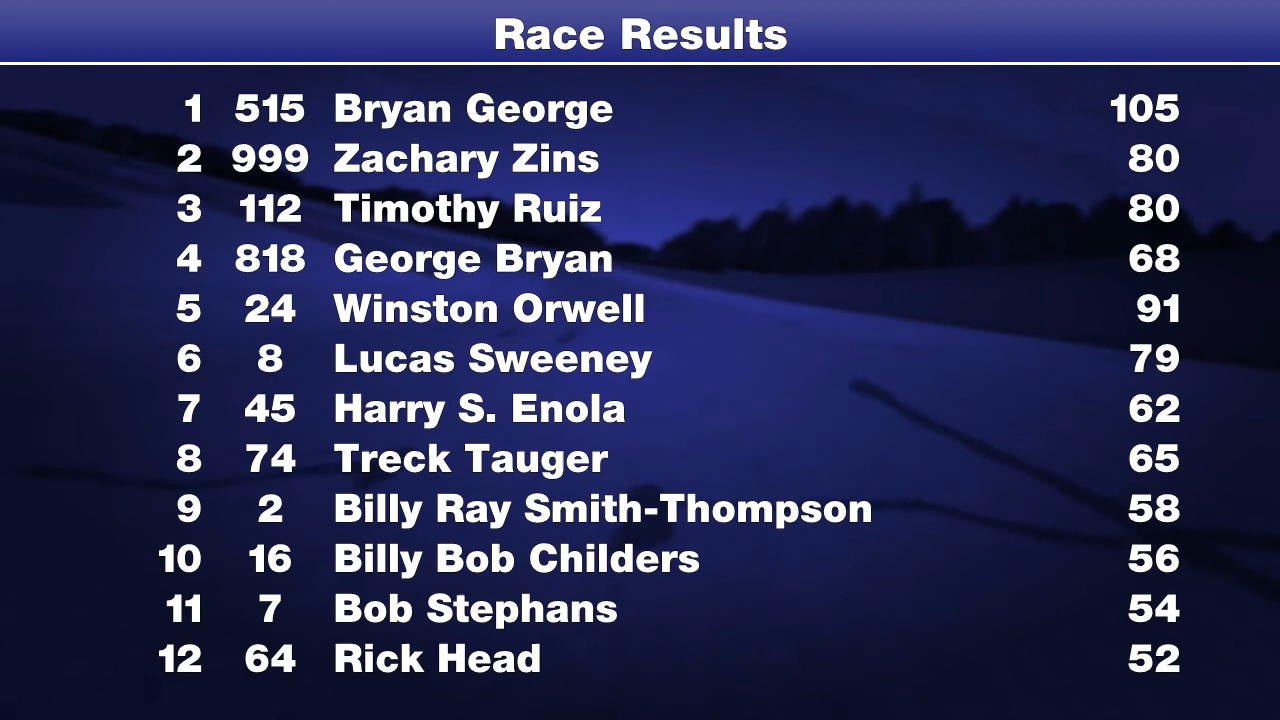 Race Results
1 515 Bryan George 105
2 999 Zachary Zins 80
3 112 Timothy Ruiz 80
4 818 George Bryan 68
5 24 Winston Orwell 91
6 8 Lucas Sweeney 79
7 45 Harry S. Enola 62
8 74 Treck Tauger 65
9 2 Billy Ray Smith-Thompson 58
10 16 Billy Bob Childers 56
11 7 Bob Stephans 54
12 64 Rick Head 52